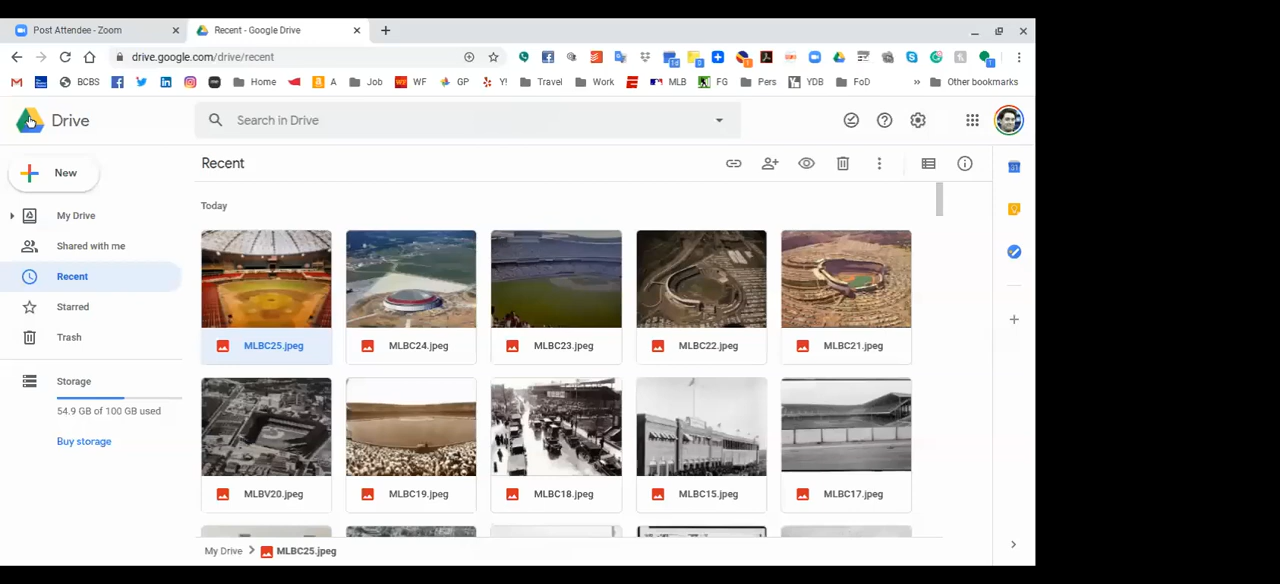 Post Attendee - Zoom
Recent - Google Drive
drive.google.com/drive/recent
BCBS
Home
A
Job
WF
WF
GP
Y!
Travel
Work
MLB
FG
Pers
YDB
FoD
»
Other bookmarks
Drive
Search in Drive
New
Recent
My Drive
Today
Shared with me
Recent
Starred
MLBC25.jpeg
MLBC24.jpeg
MLBC23.jpeg
MLBC22.jpeg
MLBC21.jpeg
Trash
Storage
54.9 GB of 100 GB used
Buy storage
MLBV20.jpeg
MLBC19.jpeg
MLBC18.jpeg
MLBC15.jpeg
MLBC17.jpeg
My Drive
MLBC25.jpeg